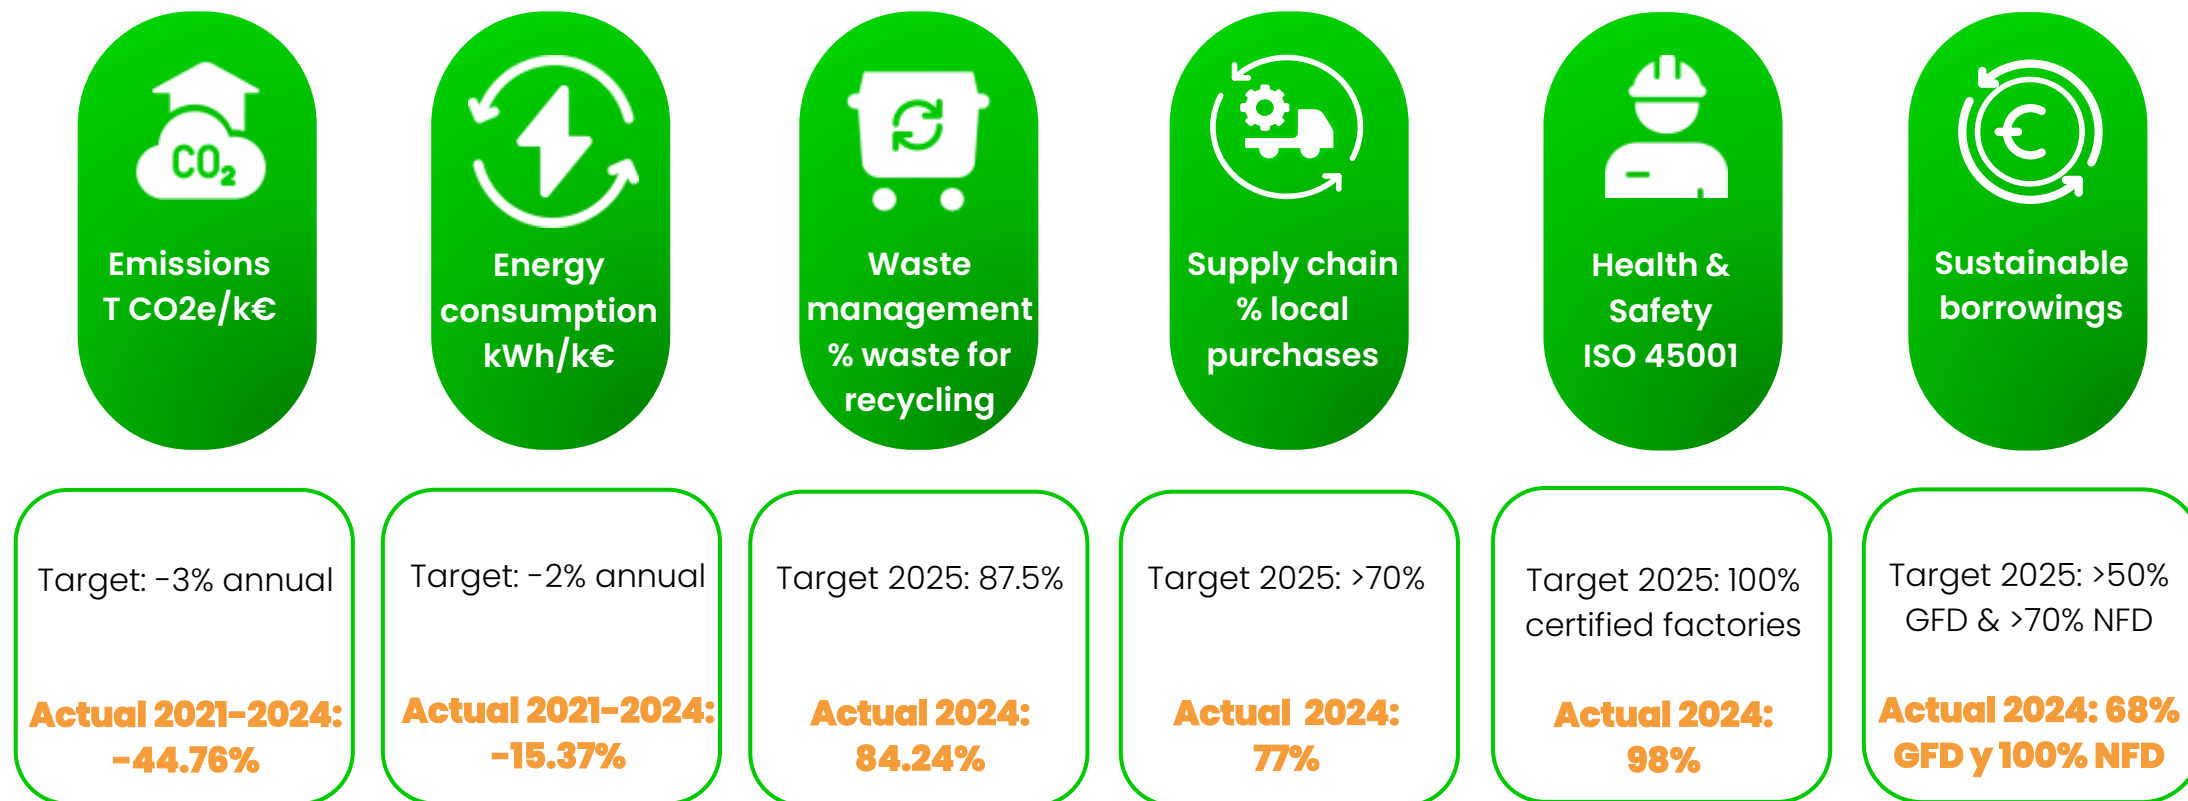 CO2
Emissions
T CO2e/k€
Target: -3% annual
Actual 2021-2024:
-44.76%
Energy
consumption
kWh/k€
Target: -2% annual
Actual 2021-2024:
-15.37%
Waste
management
% waste for
recycling
Target 2025: 87.5%
Actual 2024:
84.24%
Supply chain
% local
purchases
Target 2025: >70%
Actual 2024:
77%
Health &
Safety
ISO 45001
Target 2025: 100%
certified factories
Actual 2024:
98%
€
Sustainable
borrowings
Target 2025: >50%
GFD & >70% NFD
Actual 2024: 68%
GFD y 100% NFD